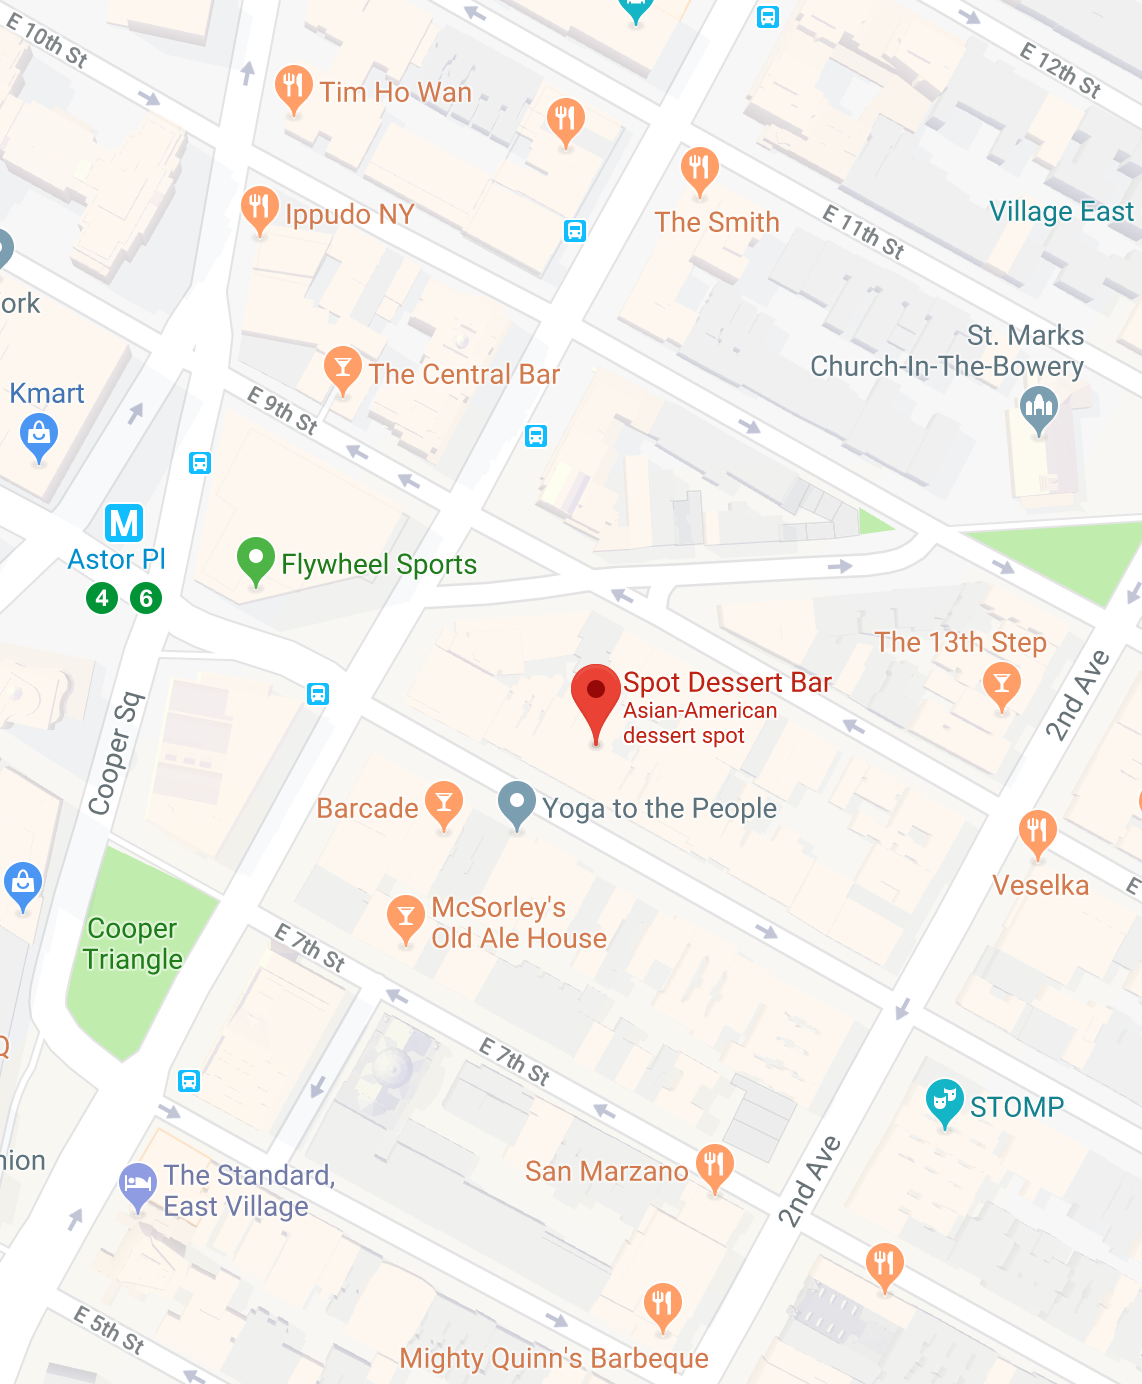 E 10th St
E 12th St
Tim Ho Wan
Ippudo NY
The Smith
E 11th St
Village East
ork
St. Marks
Church-In-The-Bowery
The Central Bar
Kmart
E 9th St
M
Astor Pl
4 6
Flywheel Sports
The 13th Step
2nd Ave
Spot Dessert Bar
Asian-American
dessert spot
Cooper Sq
Barcade
Yoga to the People
Veselka
E
McSorley's
Old Ale House
Cooper
Triangle
E 7th St
Q
E 7th St
STOMP
nion
The Standard,
East Village
San Marzano
2nd Ave
E 5th St
Mighty Quinn's Barbeque